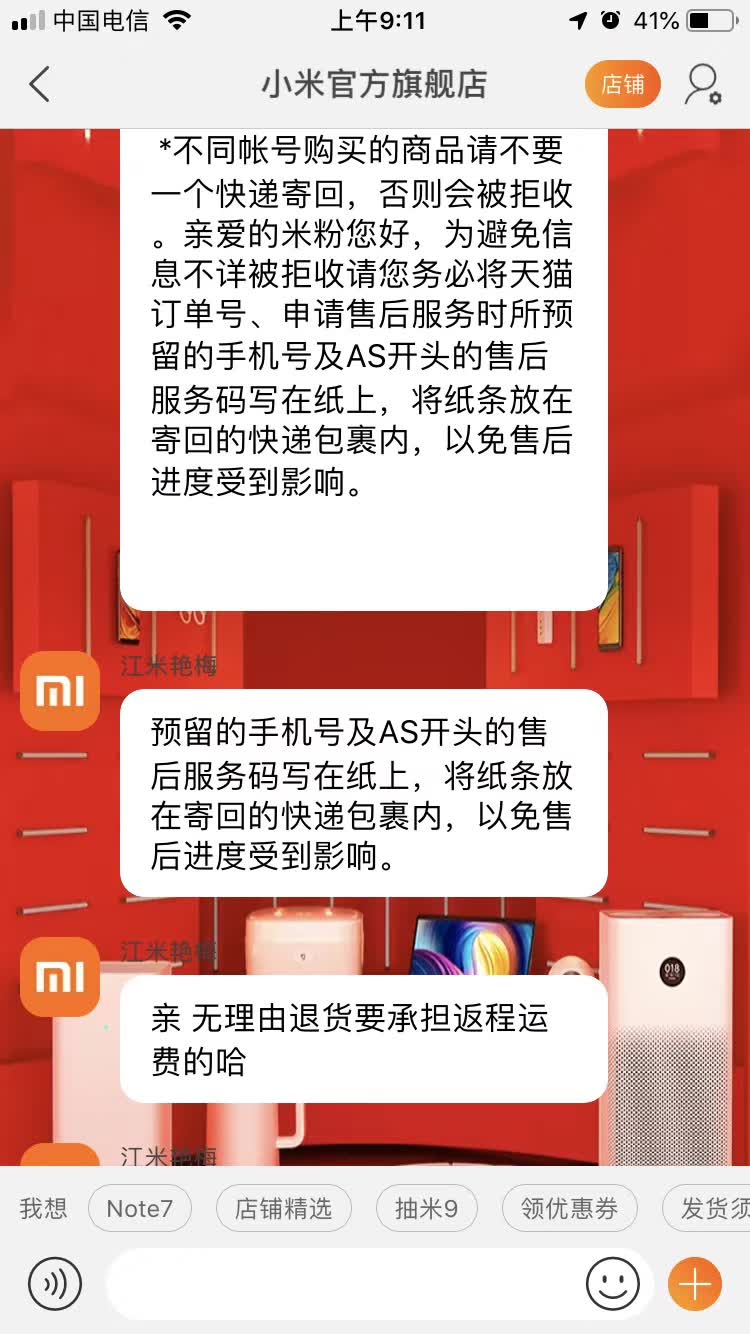 中国电信
上午9:11
41%
小米官方旗舰店
店铺
*不同帐号购买的商品请不要
一个快递寄回，否则会被拒收
。亲爱的米粉您好，为避免信
息不详被拒收请您务必将天猫
订单号、申请售后服务时所预
留的手机号及AS开头的售后
服务码写在纸上，将纸条放在
寄回的快递包裹内，以免售后
进度受到影响。
江米艳梅
预留的手机号及AS开头的售
后服务码写在纸上，将纸条放
在寄回的快递包裹内，以免售
后进度受到影响。
江米艳梅
亲 无理由退货要承担返程运
费的哈
江米艳梅
018
我想
Note7
店铺精选
抽米9
领优惠券
发货须